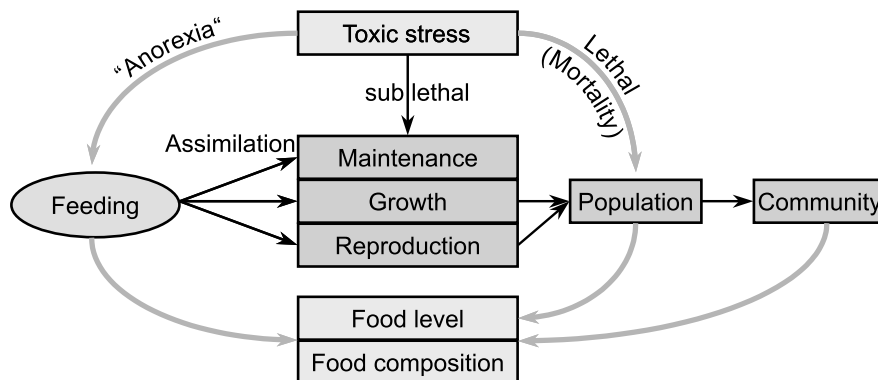 Toxic stress
“Anorexia“
Lethal
(Mortality)
sub lethal
Assimilation
Maintenance
Feeding
Growth
Population
Community
Reproduction
Food level
Food composition